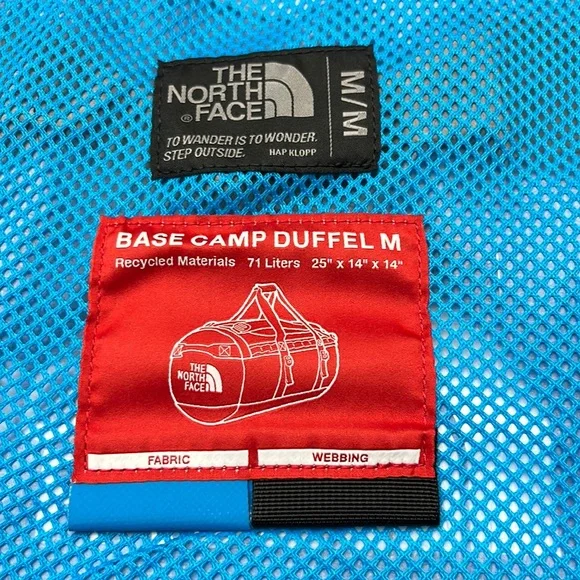 THE
NORTH
FACE
®
M/M
TO WANDER IS TO WONDER.
STEP OUTSIDE. HAP KLOPP
BASE CAMP DUFFEL M
Recycled Materials 71 Liters 25" x 14" x 14"
THE
NORTH
FACE
FABRIC WEBBING